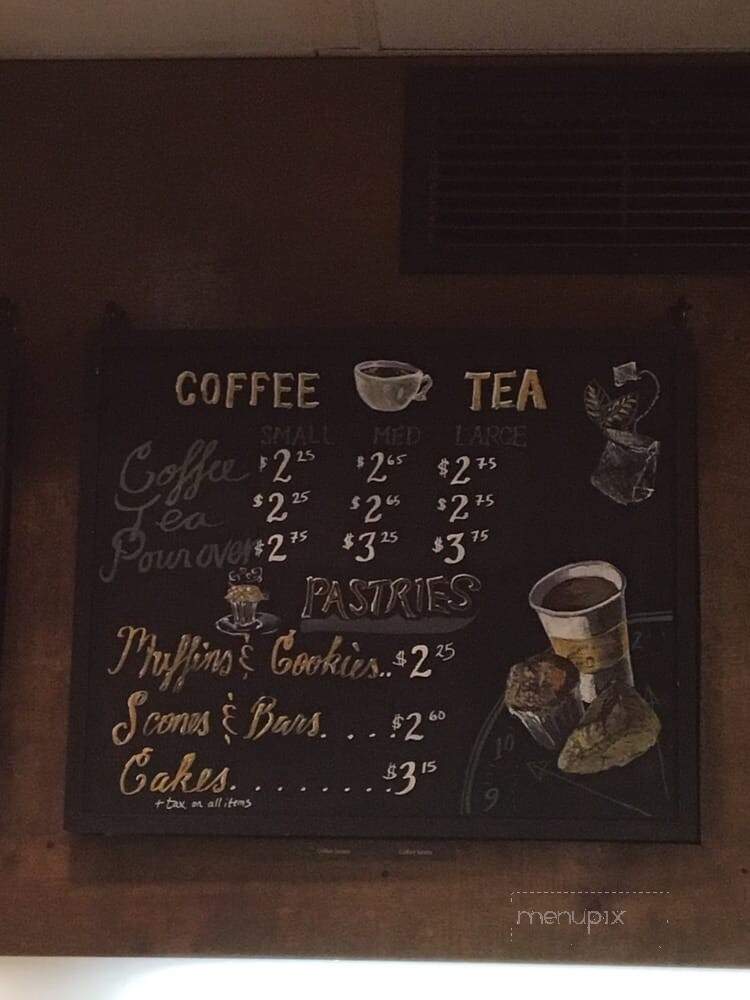 COFFEE TEA
SMALL MED LARGE
Coffee $2.25 $2.65 $2.75
Tea $2.25 $2.65 $2.75
Pourover $2.75 $3.25 $3.75
PASTRIES
Muffins & Cookies..$2.25
Scones & Bars....$2.60
Cakes.........$3.15
+ tax on all items
10
9
menupix